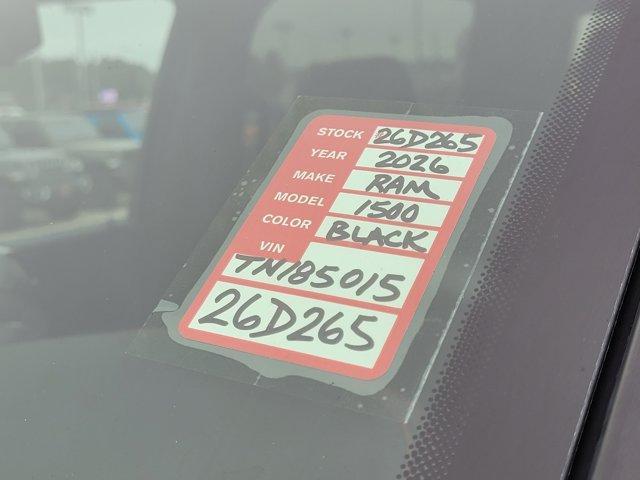 STOCK 26D265
YEAR 2026
MAKE RAM
MODEL 1500
COLOR BLACK
VIN
TN185015
26D265